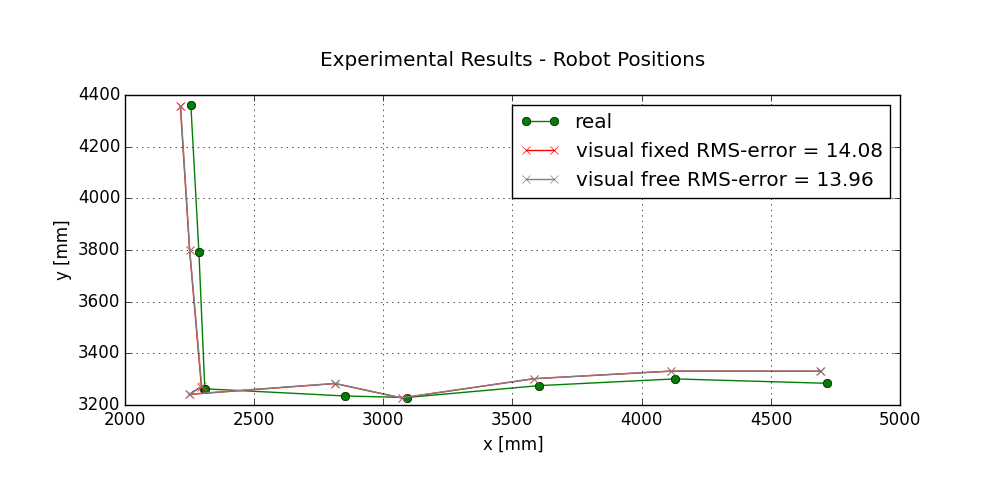 Experimental Results - Robot Positions
4400
4200
4000
3800
3600
3400
3200
y [mm]
real
visual fixed RMS-error = 14.08
visual free RMS-error = 13.96
2000 2500 3000 3500 4000 4500 5000
x [mm]